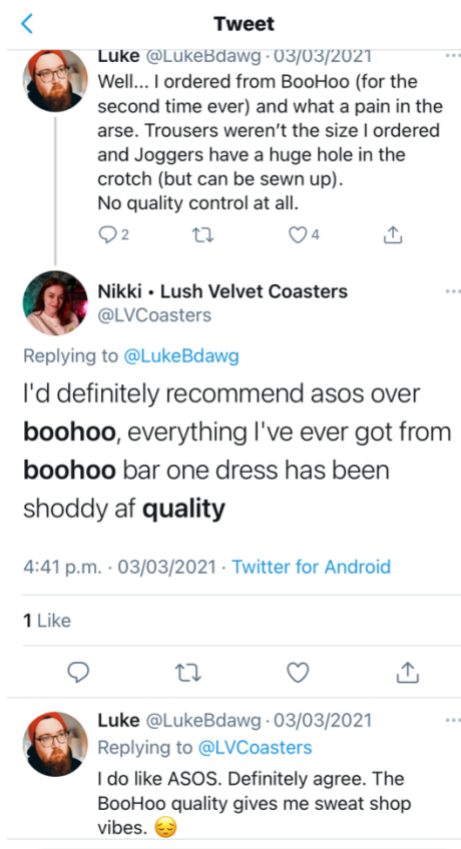 Tweet
Luke @LukeBdawg · 03/03/2021
Well... I ordered from BooHoo (for the
second time ever) and what a pain in the
arse. Trousers weren't the size I ordered
and Joggers have a huge hole in the
crotch (but can be sewn up).
No quality control at all.
2 4
Nikki • Lush Velvet Coasters
@LVCoasters
Replying to @LukeBdawg
I'd definitely recommend asos over
boohoo, everything I've ever got from
boohoo bar one dress has been
shoddy af quality
4:41 p.m. · 03/03/2021 · Twitter for Android
1 Like
Luke @LukeBdawg · 03/03/2021
Replying to @LVCoasters
I do like ASOS. Definitely agree. The
BooHoo quality gives me sweat shop
vibes. 😔